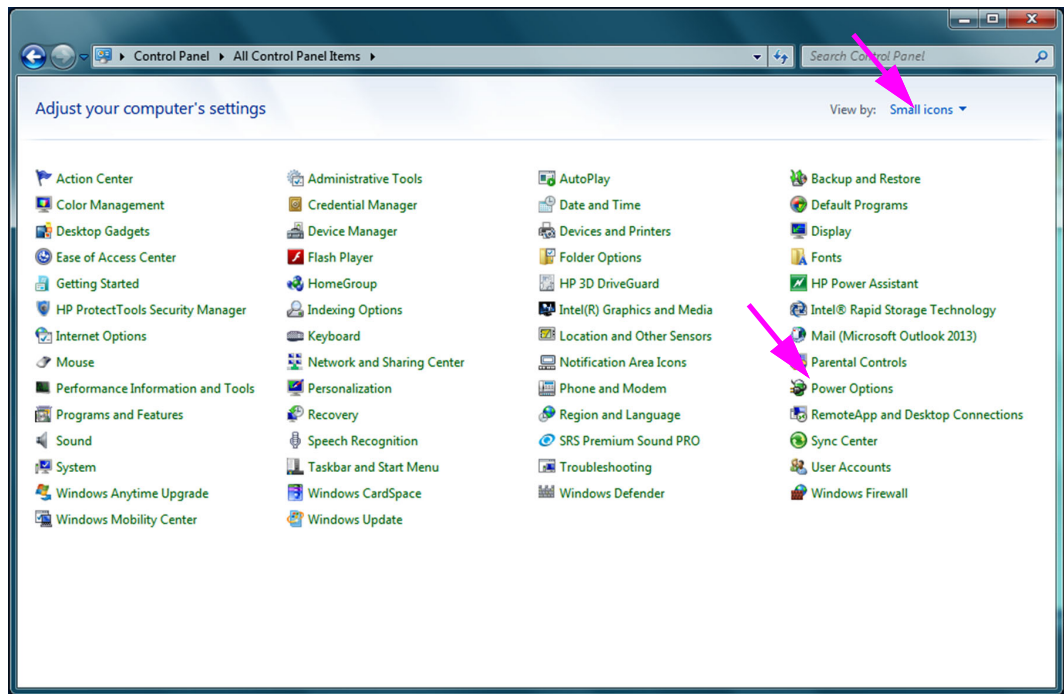 Control Panel All Control Panel Items Search Control Panel
Adjust your computer's settings View by: Small icons
Action Center Administrative Tools AutoPlay Backup and Restore
Color Management Credential Manager Date and Time Default Programs
Desktop Gadgets Device Manager Devices and Printers Display
Ease of Access Center Flash Player Folder Options Fonts
Getting Started HomeGroup HP 3D DriveGuard HP Power Assistant
HP ProtectTools Security Manager Indexing Options Intel(R) Graphics and Media Intel® Rapid Storage Technology
Internet Options Keyboard Location and Other Sensors Mail (Microsoft Outlook 2013)
Mouse Network and Sharing Center Notification Area Icons Parental Controls
Performance Information and Tools Personalization Phone and Modem Power Options
Programs and Features Recovery Region and Language RemoteApp and Desktop Connections
Sound Speech Recognition SRS Premium Sound PRO Sync Center
System Taskbar and Start Menu Troubleshooting User Accounts
Windows Anytime Upgrade Windows CardSpace Windows Defender Windows Firewall
Windows Mobility Center Windows Update